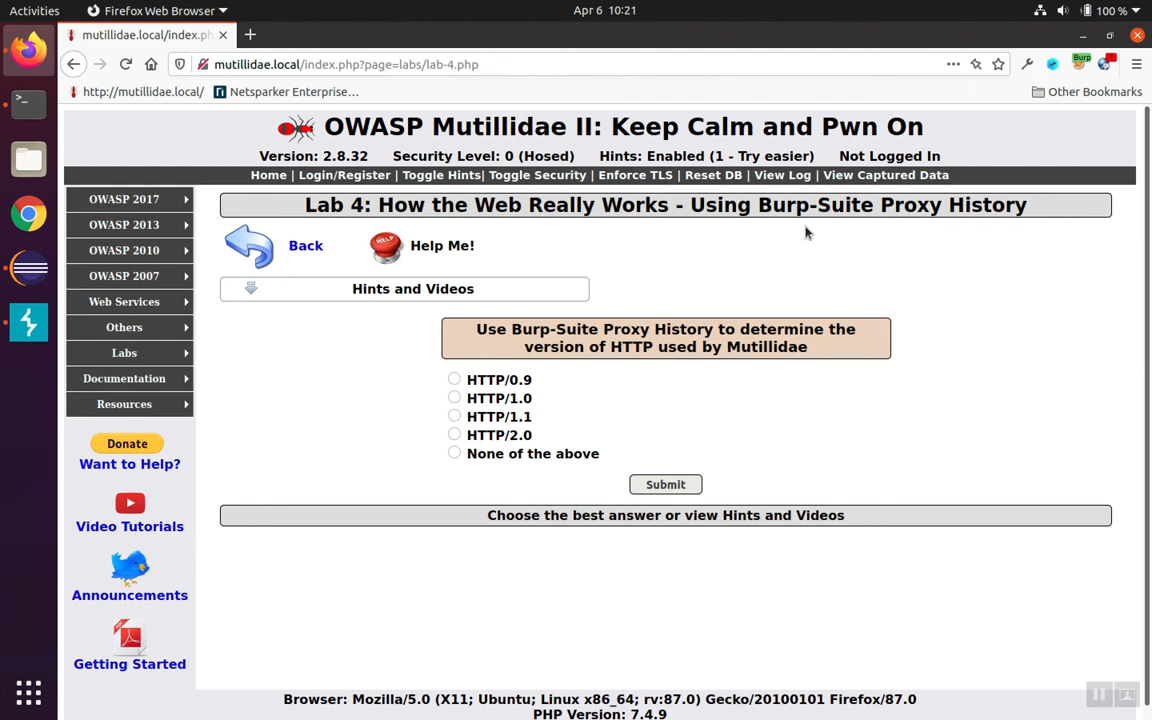 Activities
Firefox Web Browser
Apr 6 10:21
100 %
mutillidae.local/index.ph
mutillidae.local/index.php?page=labs/lab-4.php
Burp
http://mutillidae.local/
Netsparker Enterprise…
Other Bookmarks
OWASP Mutillidae II: Keep Calm and Pwn On
Version: 2.8.32 Security Level: 0 (Hosed) Hints: Enabled (1 - Try easier) Not Logged In
Home | Login/Register | Toggle Hints| Toggle Security | Enforce TLS | Reset DB | View Log | View Captured Data
OWASP 2017
OWASP 2013
OWASP 2010
OWASP 2007
Web Services
Others
Labs
Documentation
Resources
Donate
Want to Help?
Video Tutorials
Announcements
Getting Started
Lab 4: How the Web Really Works - Using Burp-Suite Proxy History
Back
HELP
Help Me!
Hints and Videos
Use Burp-Suite Proxy History to determine the
version of HTTP used by Mutillidae
HTTP/0.9
HTTP/1.0
HTTP/1.1
HTTP/2.0
None of the above
Submit
Choose the best answer or view Hints and Videos
Browser: Mozilla/5.0 (X11; Ubuntu; Linux x86_64; rv:87.0) Gecko/20100101 Firefox/87.0
PHP Version: 7.4.9